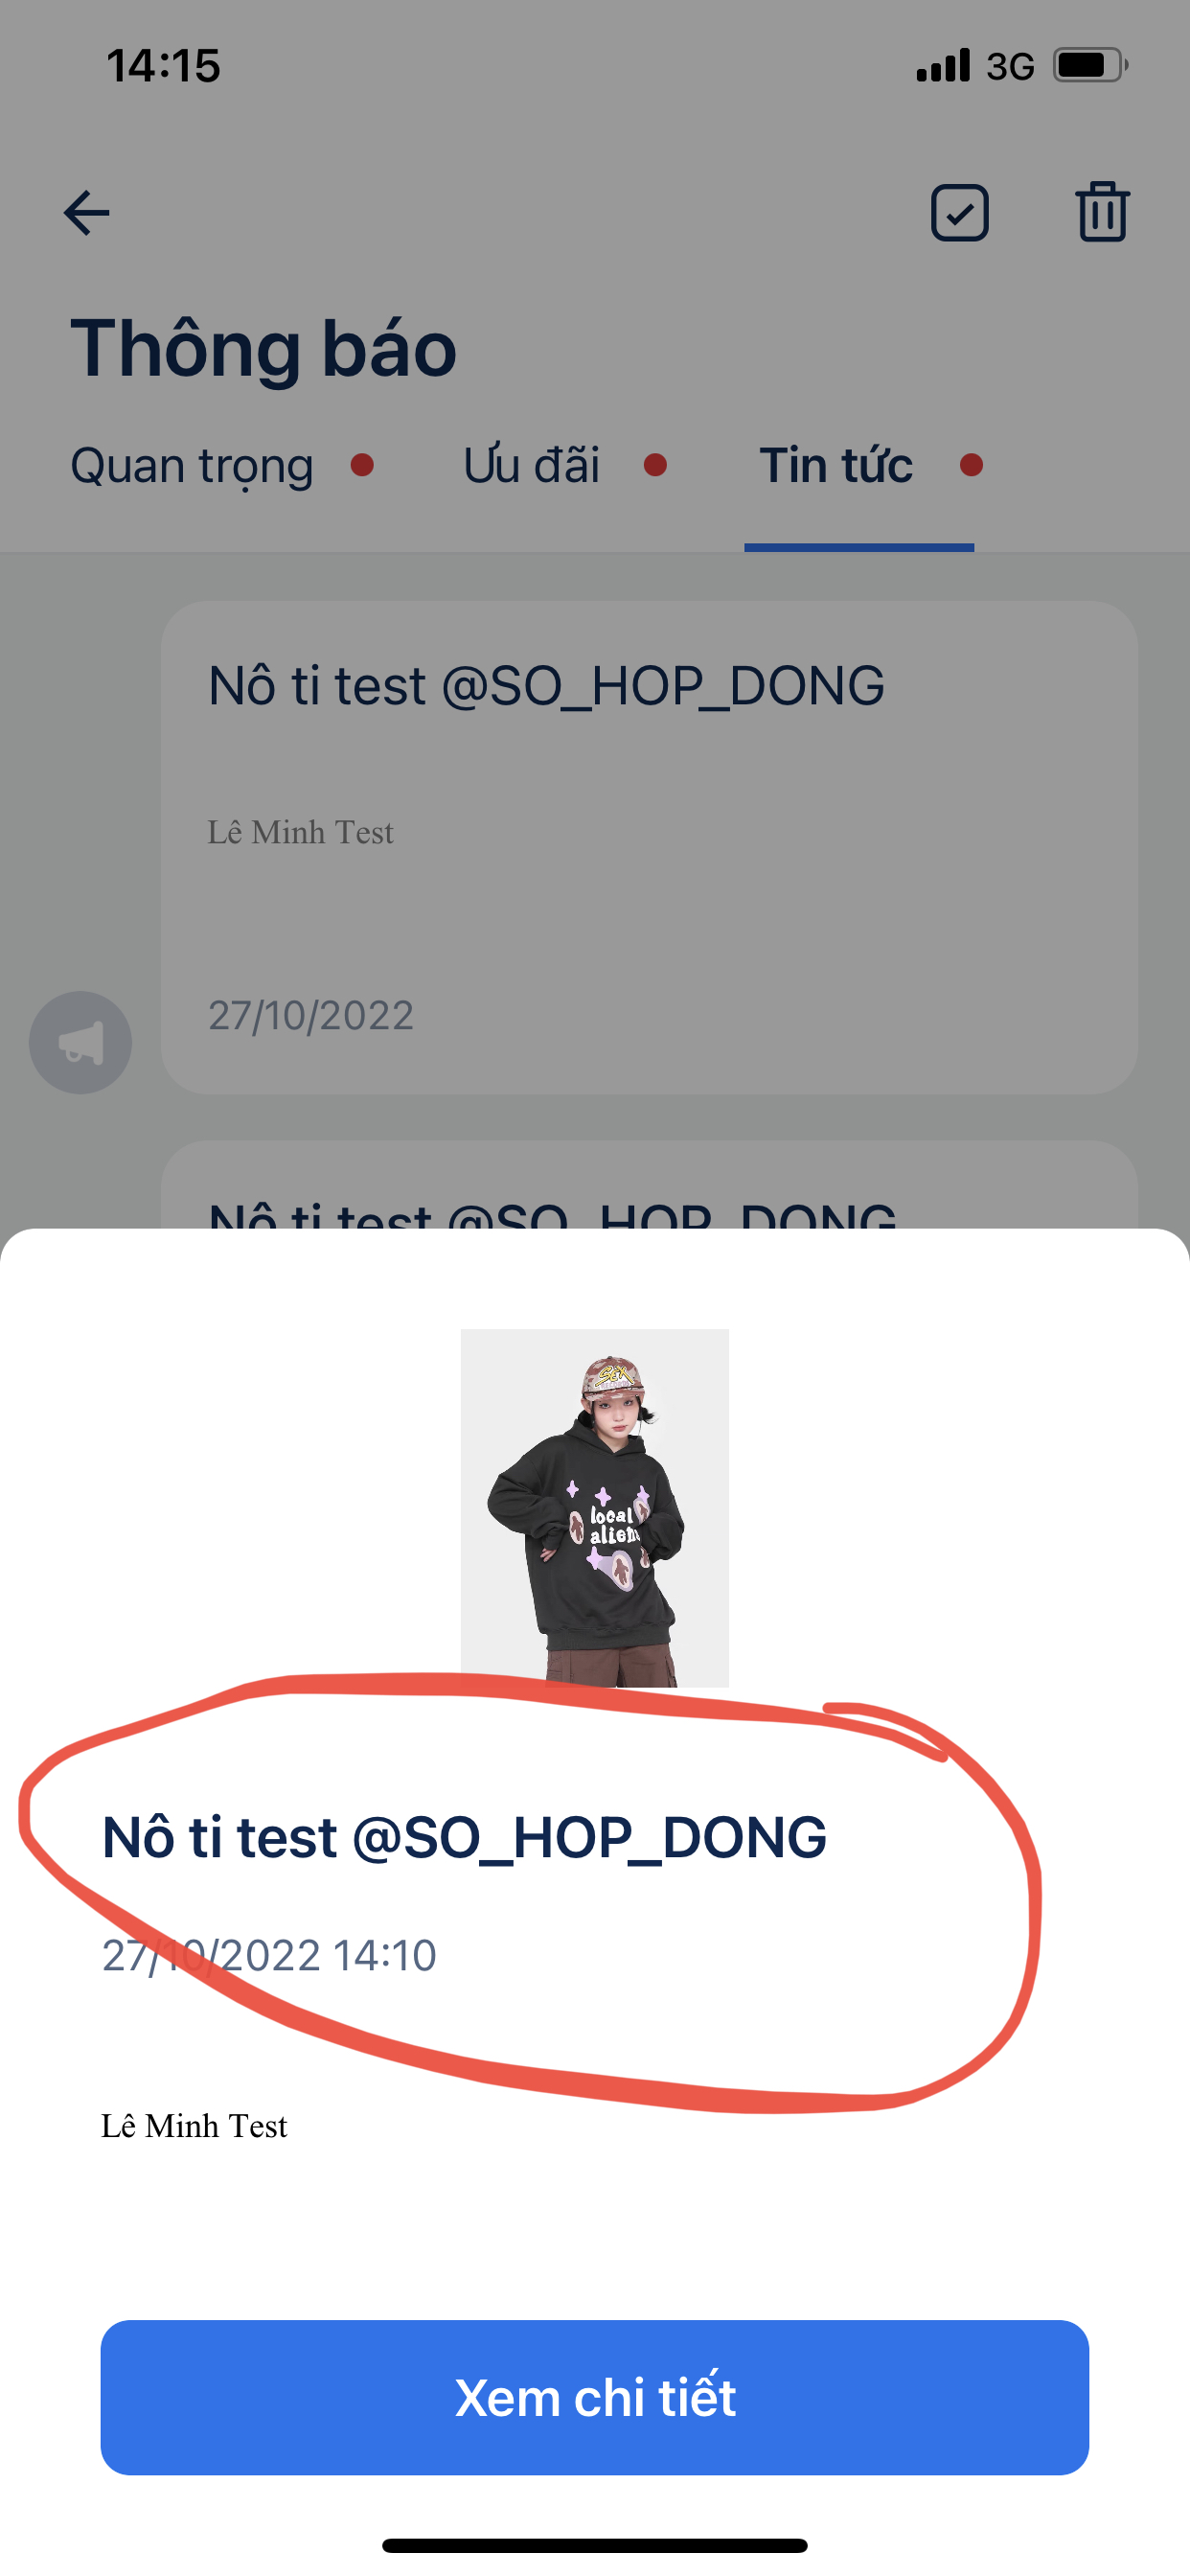 14:15 3G
Thông báo
Quan trọng Ưu đãi Tin tức
Nô ti test @SO_HOP_DONG
Lê Minh Test
27/10/2022
Nô ti test @SO_HOP_DONG
local
aliens
Nô ti test @SO_HOP_DONG
27/10/2022 14:10
Lê Minh Test
Xem chi tiết